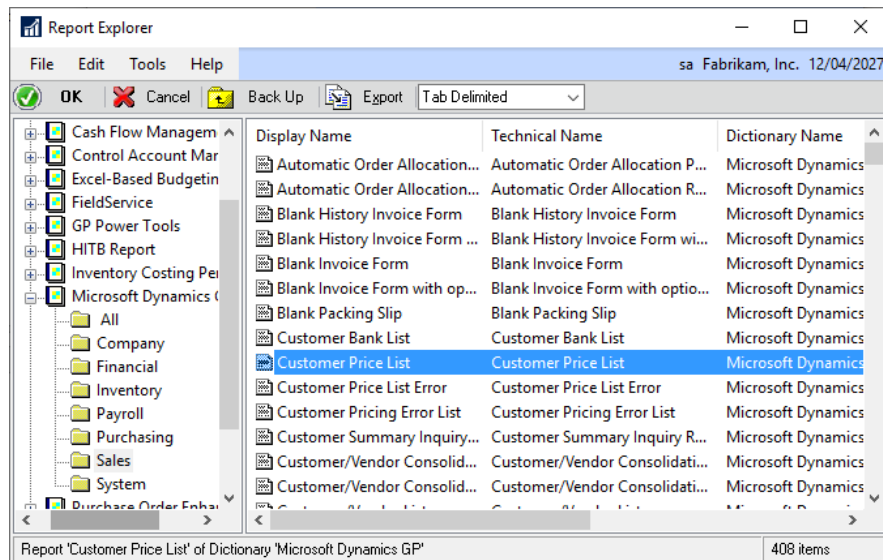 Report Explorer
File Edit Tools Help sa Fabrikam, Inc. 12/04/2027
OK Cancel Back Up Export Tab Delimited
Cash Flow Managem
Control Account Mar
Excel-Based Budgetin
FieldService
GP Power Tools
HITB Report
Inventory Costing Per
Microsoft Dynamics
All
Company
Financial
Inventory
Payroll
Purchasing
Sales
System
Purchase Order Enha
Display Name Technical Name Dictionary Name
Automatic Order Allocation... Automatic Order Allocation P... Microsoft Dynamics
Automatic Order Allocation... Automatic Order Allocation R... Microsoft Dynamics
Blank History Invoice Form Blank History Invoice Form Microsoft Dynamics
Blank History Invoice Form ... Blank History Invoice Form wi... Microsoft Dynamics
Blank Invoice Form Blank Invoice Form Microsoft Dynamics
Blank Invoice Form with op... Blank Invoice Form with optio... Microsoft Dynamics
Blank Packing Slip Blank Packing Slip Microsoft Dynamics
Customer Bank List Customer Bank List Microsoft Dynamics
Customer Price List Customer Price List Microsoft Dynamics
Customer Price List Error Customer Price List Error Microsoft Dynamics
Customer Pricing Error List Customer Pricing Error List Microsoft Dynamics
Customer Summary Inquiry... Customer Summary Inquiry R... Microsoft Dynamics
Customer/Vendor Consolid... Customer/Vendor Consolidati... Microsoft Dynamics
Customer/Vendor Consolid... Customer/Vendor Consolidati... Microsoft Dynamics
Report 'Customer Price List' of Dictionary 'Microsoft Dynamics GP' 408 items